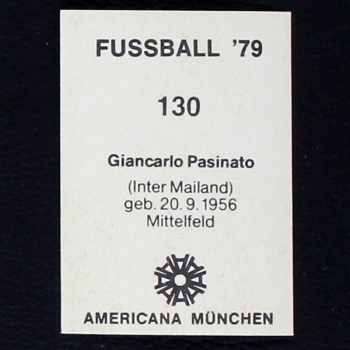 FUSSBALL '79
130
Giancarlo Pasinato
(Inter Mailand)
geb. 20. 9. 1956
Mittelfeld
AMERICANA MÜNCHEN